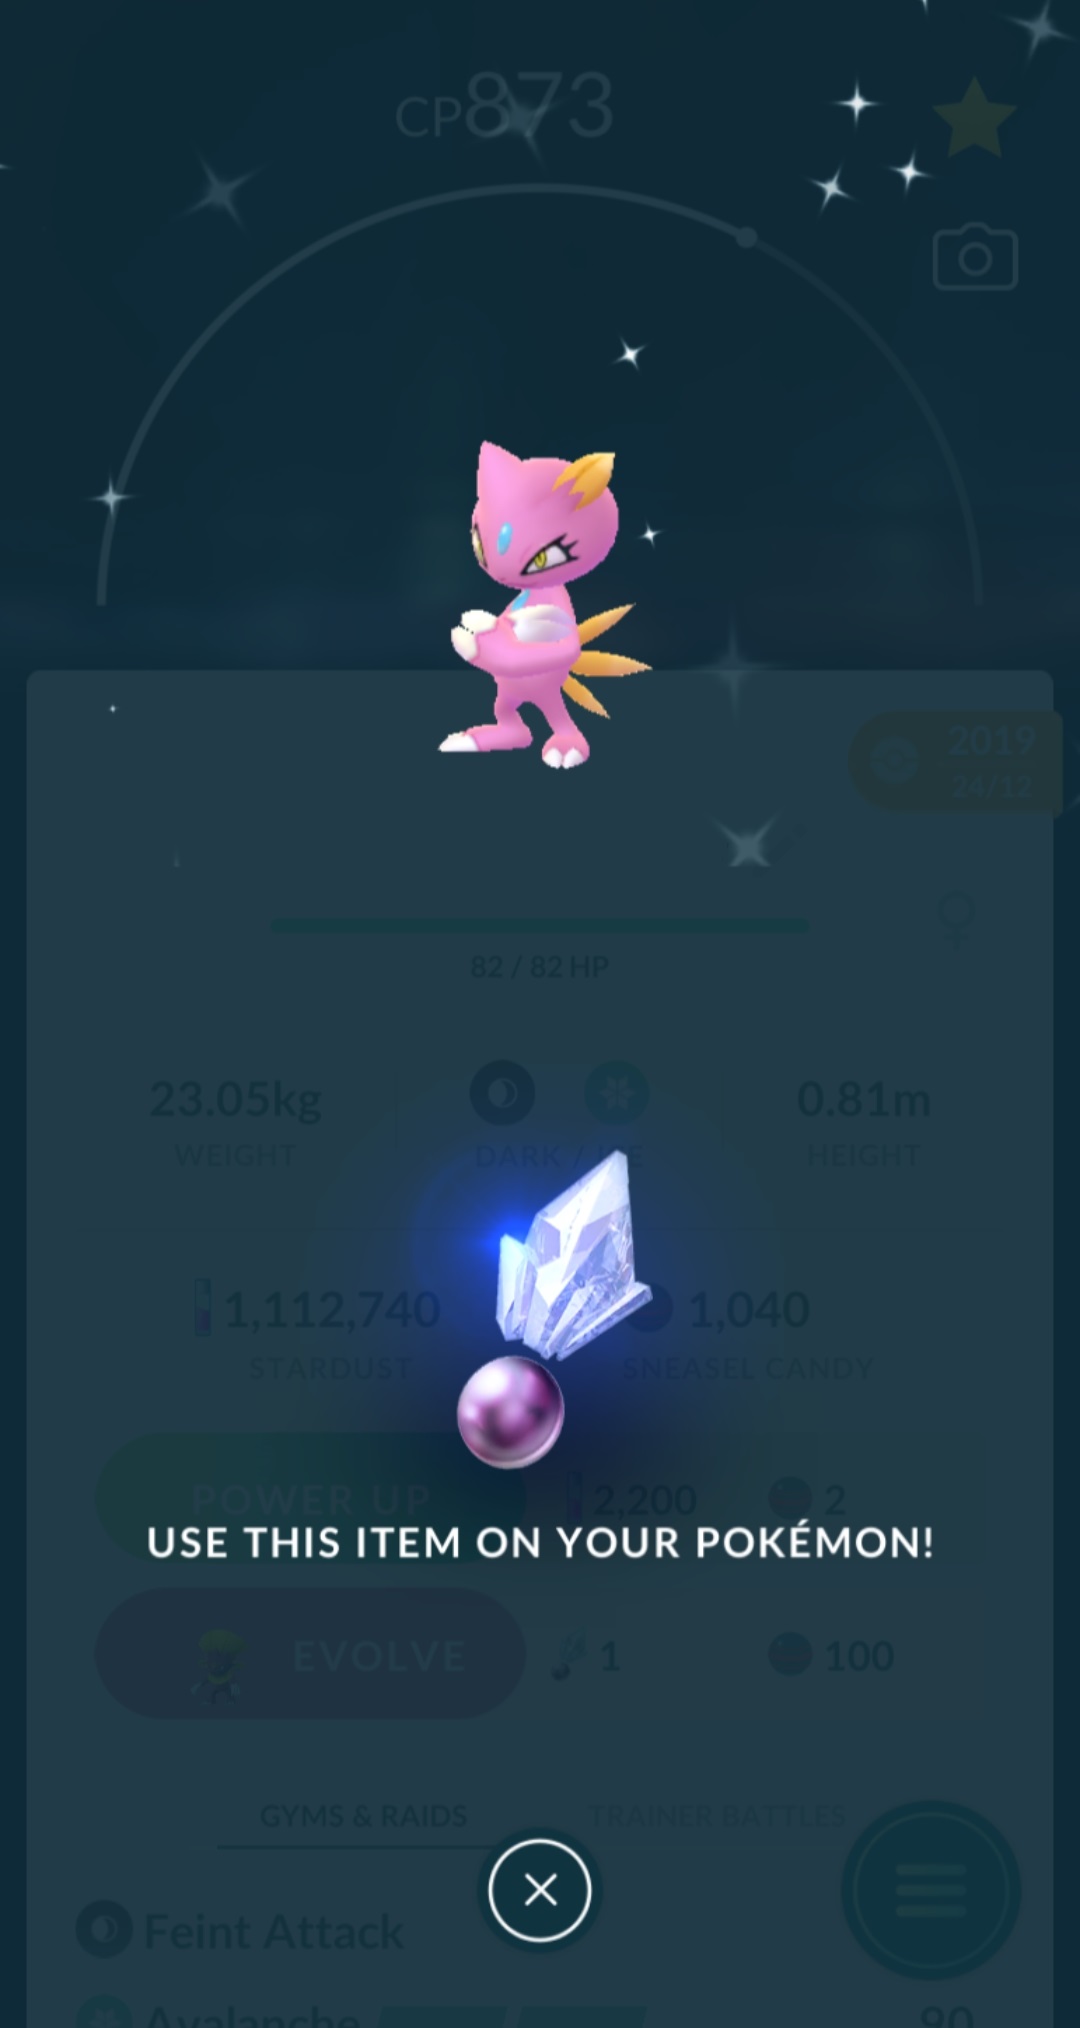 CP873
2019
24/12
82 / 82 HP
23.05kg
0.81m
WEIGHT
DARK / ICE
HEIGHT
1,112,740
1,040
STARDUST
SNEASEL CANDY
POWER UP
2,200
2
USE THIS ITEM ON YOUR POKÉMON!
EVOLVE
1
100
GYMS & RAIDS
TRAINER BATTLES
Feint Attack
Avalanche
90